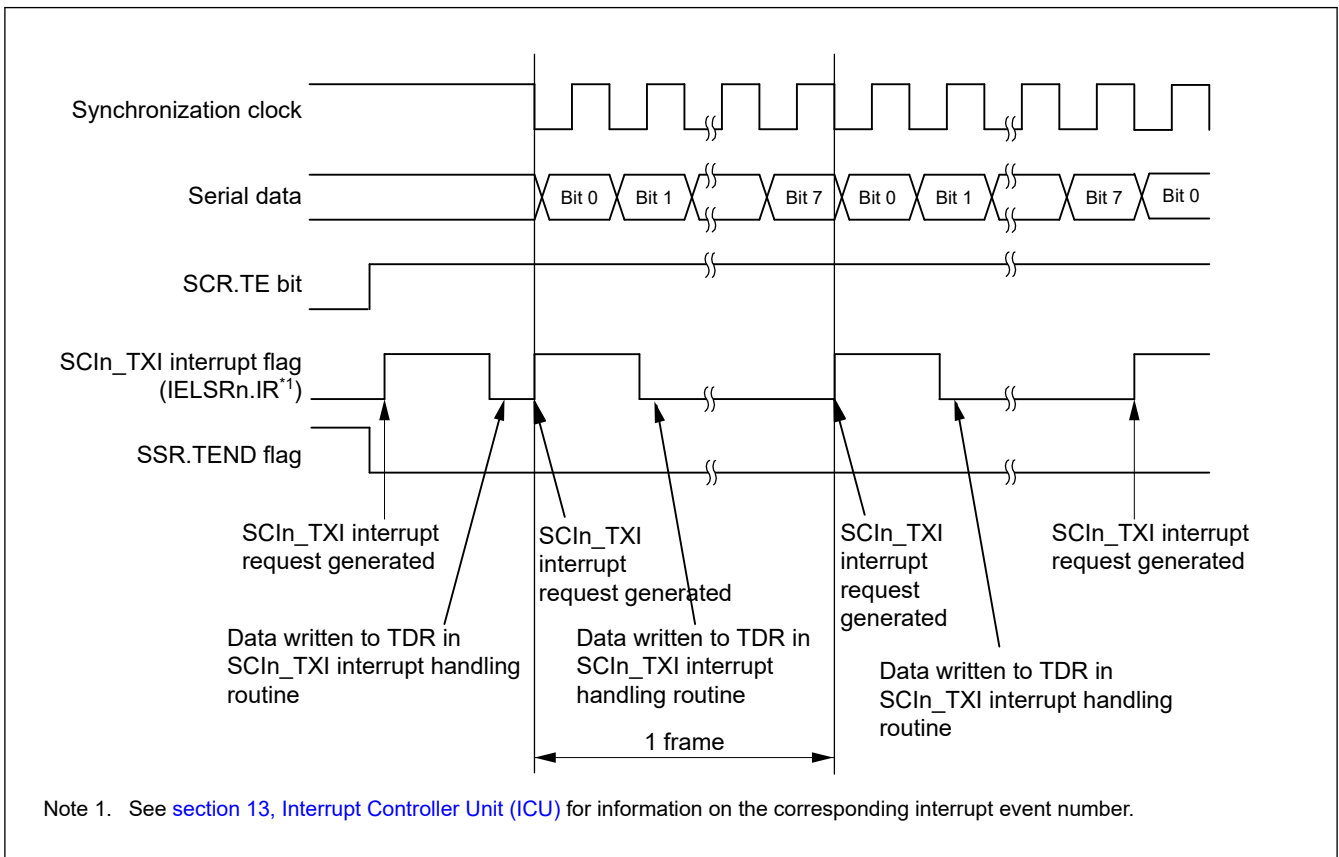 Synchronization clock
Serial data
Bit 0 Bit 1 Bit 7 Bit 0 Bit 1 Bit 7 Bit 0
SCR.TE bit
SCIn_TXI interrupt flag
(IELSRn.IR*1)
SSR.TEND flag
SCIn_TXI interrupt
request generated
SCIn_TXI
interrupt
request generated
SCIn_TXI
interrupt
request
generated
SCIn_TXI interrupt
request generated
Data written to TDR in
SCIn_TXI interrupt handling
routine
Data written to TDR in
SCIn_TXI interrupt
handling routine
Data written to TDR in
SCIn_TXI interrupt handling
routine
1 frame
Note 1. See section 13, Interrupt Controller Unit (ICU) for information on the corresponding interrupt event number.